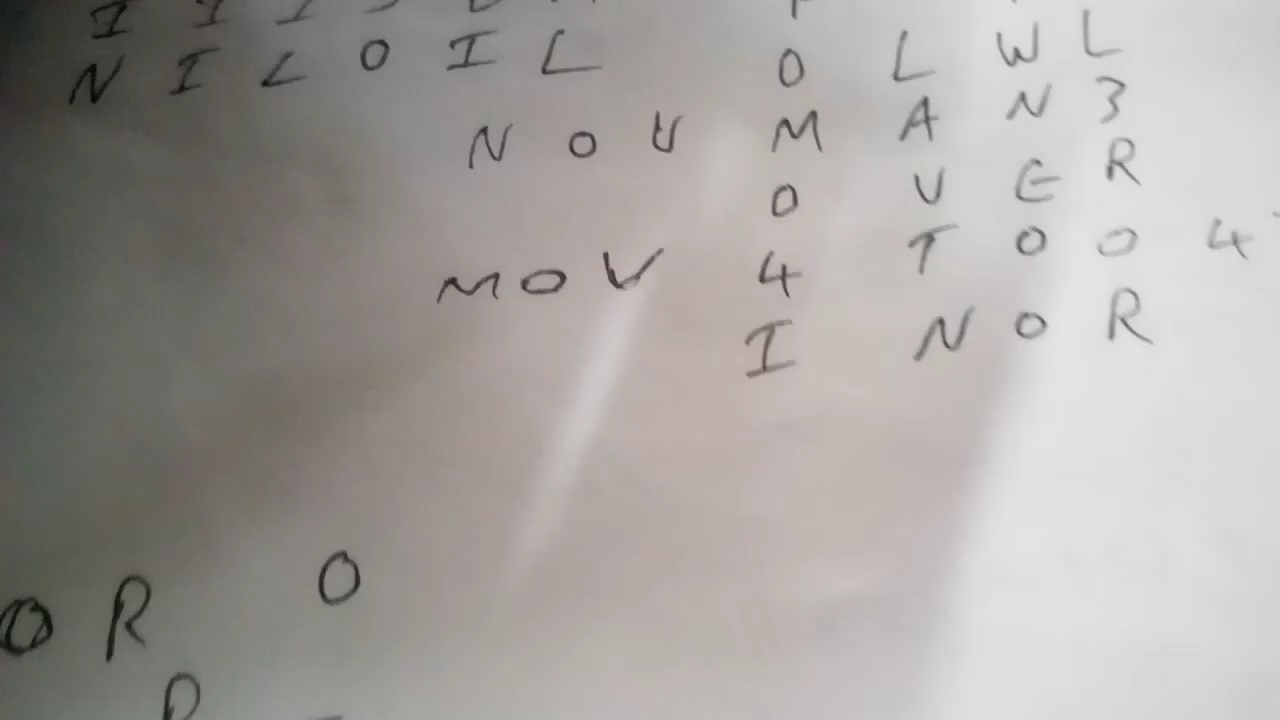 N I L O I L O L W L
N O V M A N 3
O V E R
M O V 4 T O O 4
I N O R
O R O